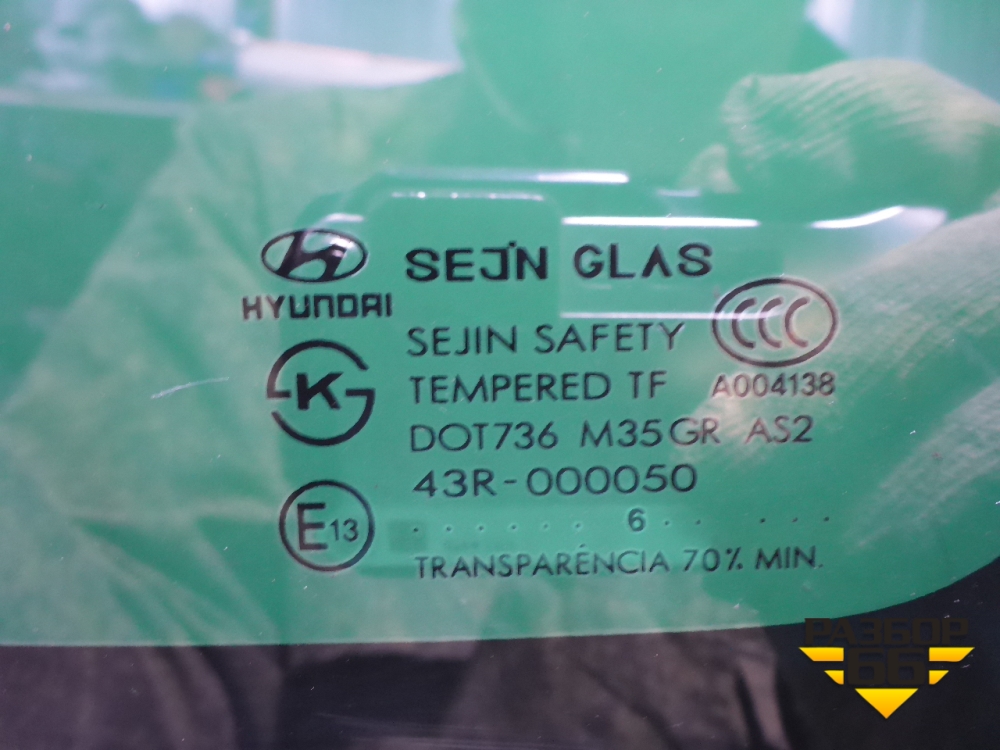 SEJIN GLAS
HYUNDAI
SEJIN SAFETY
CCC
K
TEMPERED TF A004138
DOT736 M35GR AS2
43R-000050
E13
. . . . . . 6 . . . . .
TRANSPARÊNCIA 70% MIN.
РАЗБОР
66